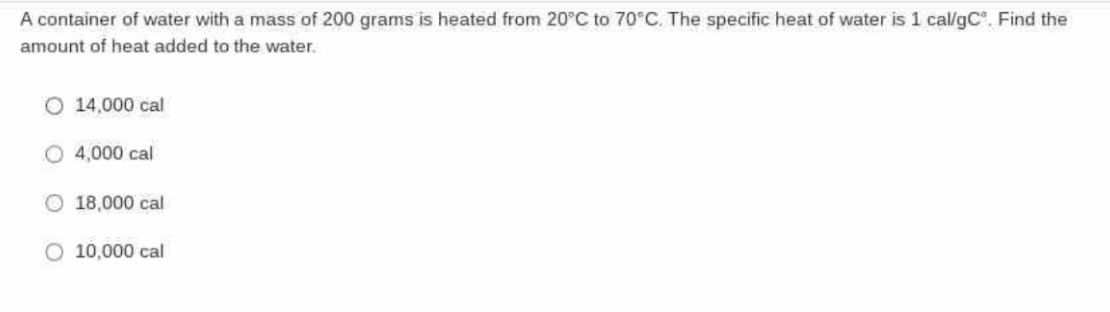 A container of water with a mass of 200 grams is heated from 20°C to 70°C. The specific heat of water is 1 cal/gC°. Find the
amount of heat added to the water.
14,000 cal
4,000 cal
18,000 cal
10,000 cal